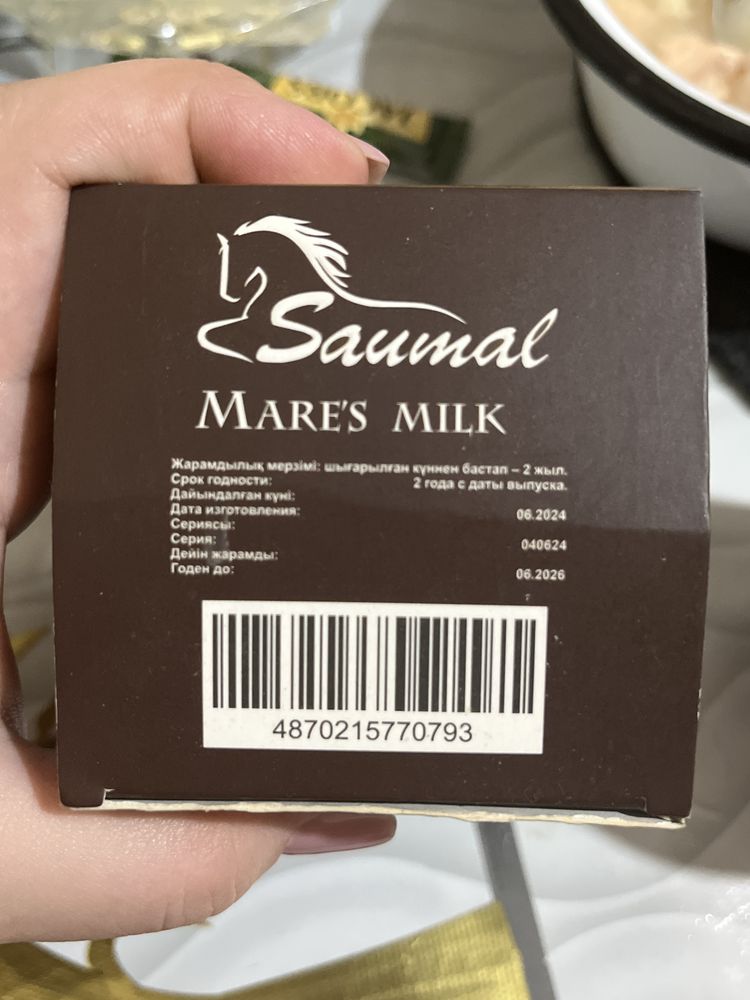 Saumal
MARE'S MILK
Жарамдылық мерзімі: шығарылған күннен бастап – 2 жыл.
Срок годности: 2 года с даты выпуска.
Дайындалған күні:
Дата изготовления: 06.2024
Сериясы:
Серия: 040624
Дейін жарамды:
Годен до: 06.2026
4870215770793